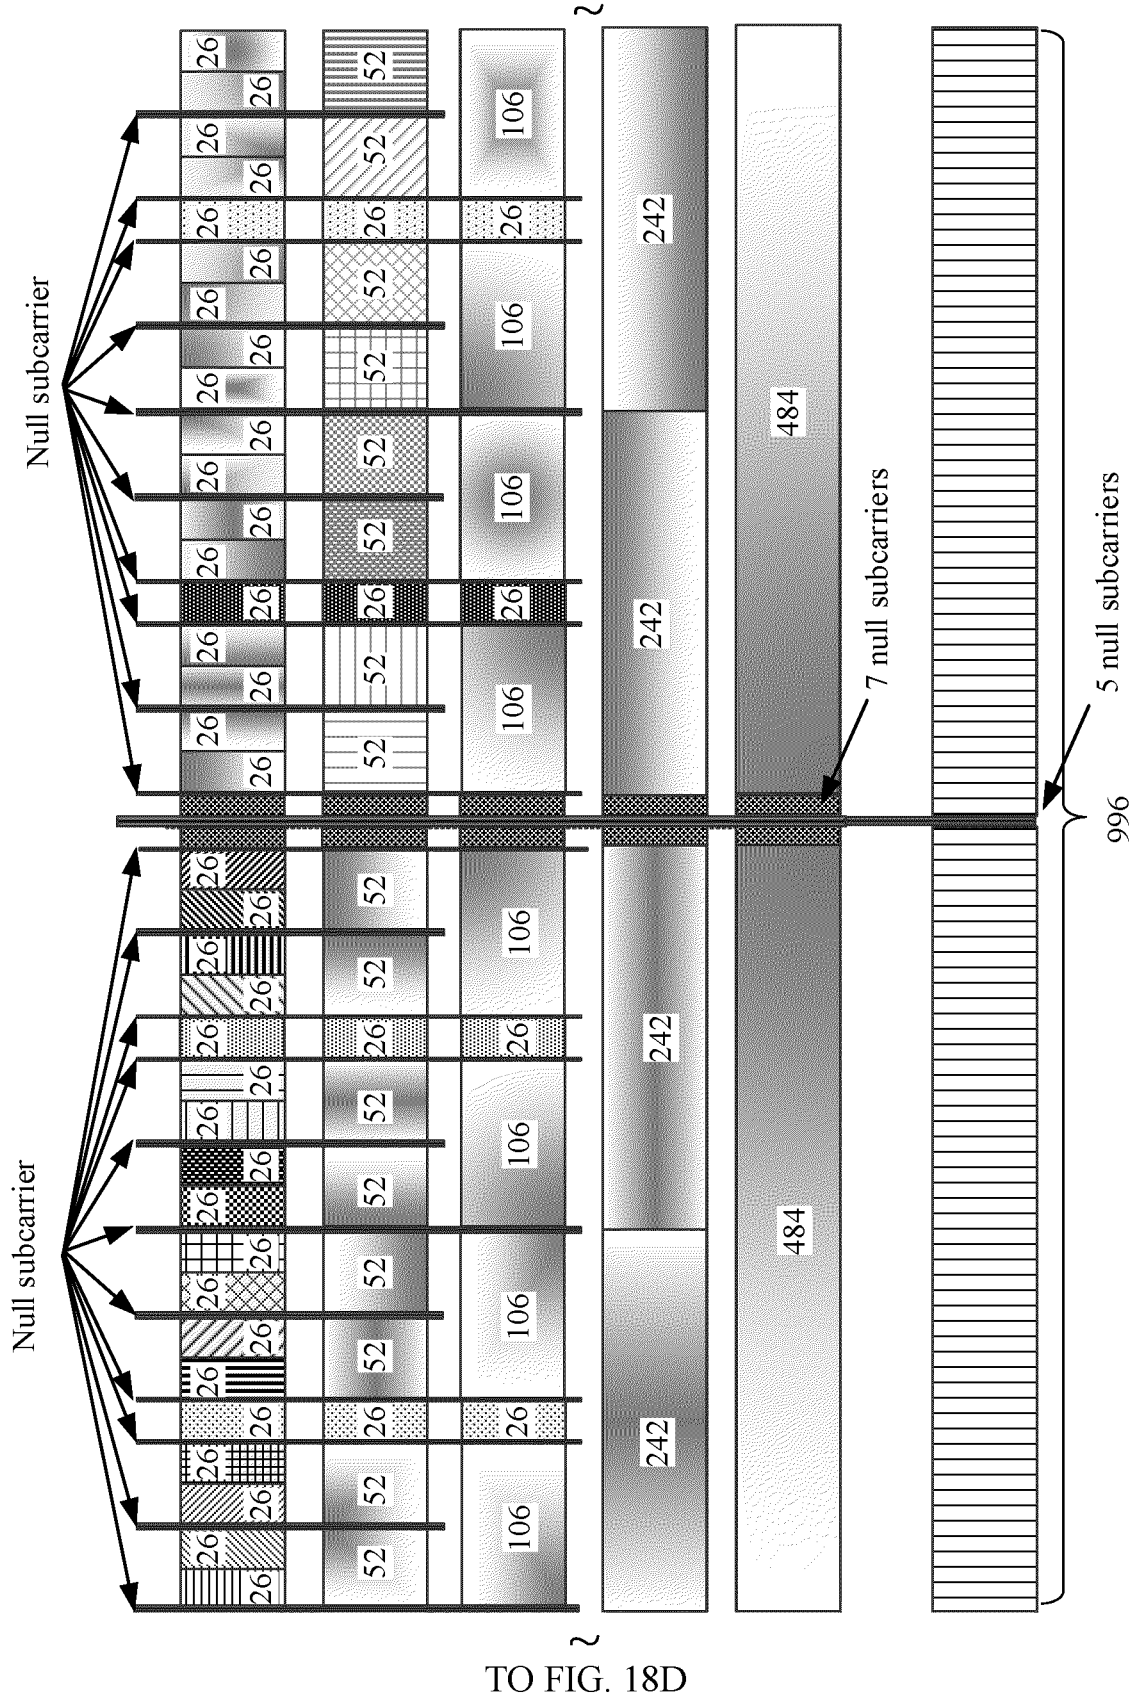 Null subcarrier
Null subcarrier
26 26 26 26 26 26 26 26 26 26 26 26 26 26 26 26 26 26 26 26 26 26 26 26 26 26 26 26 26 26 26 26 26 26 26 26
52 52 26 52 52 52 52 26 52 52 52 52 26 52 52 52 52 26 52 52
106 26 106 106 26 106 106 26 106 106 26 106
242 242 242 242
484 484
7 null subcarriers
5 null subcarriers
996
TO FIG. 18D